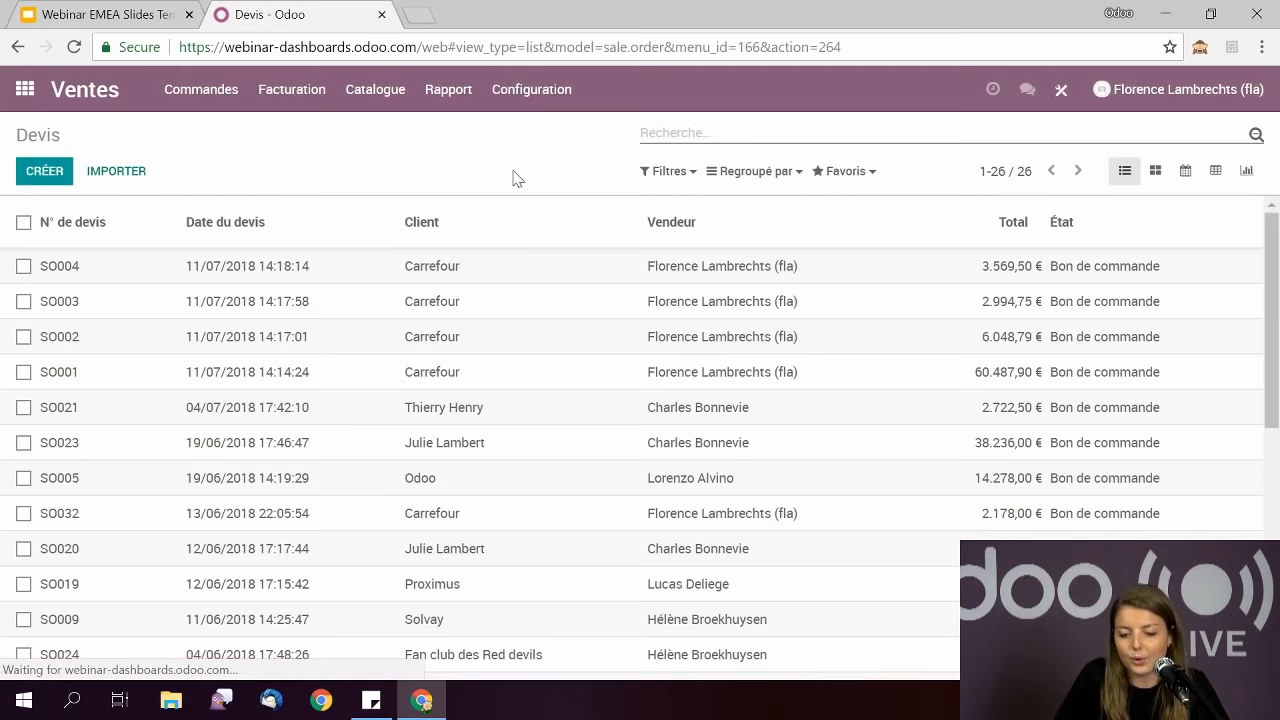 Webinar EMEA Slides Tem
Devis - Odoo
Odoo
Secure
https://webinar-dashboards.odoo.com/web#view_type=list&model=sale.order&menu_id=166&action=264
Ventes
Commandes
Facturation
Catalogue
Rapport
Configuration
Florence Lambrechts (fla)
Devis
Recherche...
CRÉER
IMPORTER
Filtres
Regroupé par
Favoris
1-26 / 26
N° de devis Date du devis Client Vendeur Total État
SO004 11/07/2018 14:18:14 Carrefour Florence Lambrechts (fla) 3.569,50 € Bon de commande
SO003 11/07/2018 14:17:58 Carrefour Florence Lambrechts (fla) 2.994,75 € Bon de commande
SO002 11/07/2018 14:17:01 Carrefour Florence Lambrechts (fla) 6.048,79 € Bon de commande
SO001 11/07/2018 14:14:24 Carrefour Florence Lambrechts (fla) 60.487,90 € Bon de commande
SO021 04/07/2018 17:42:10 Thierry Henry Charles Bonnevie 2.722,50 € Bon de commande
SO023 19/06/2018 17:46:47 Julie Lambert Charles Bonnevie 38.236,00 € Bon de commande
SO005 19/06/2018 14:19:29 Odoo Lorenzo Alvino 14.278,00 € Bon de commande
SO032 13/06/2018 22:05:54 Carrefour Florence Lambrechts (fla) 2.178,00 € Bon de commande
SO020 12/06/2018 17:17:44 Julie Lambert Charles Bonnevie
SO019 12/06/2018 17:15:42 Proximus Lucas Deliege
SO009 11/06/2018 14:25:47 Solvay Hélène Broekhuysen
SO024 04/06/2018 17:48:26 Fan club des Red devils Hélène Broekhuysen
Waiting for webinar-dashboards.odoo.com...
doo
IVE